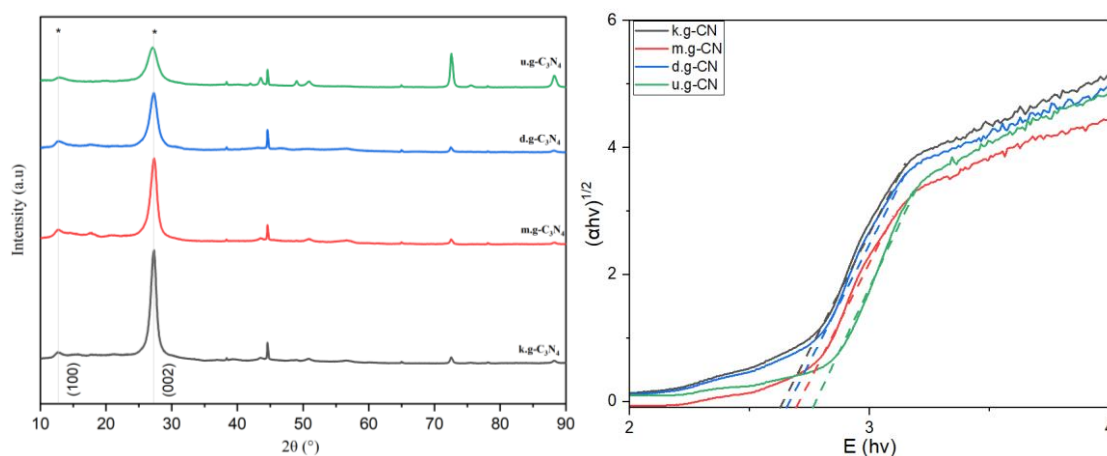 Intensity (a.u)
*
*
u.g-C₃N₄
d.g-C₃N₄
m.g-C₃N₄
k.g-C₃N₄
(100)
(002)
10 20 30 40 50 60 70 80 90
2θ (°)
(αhv)^1/2
6
4
2
0
k.g-CN
m.g-CN
d.g-CN
u.g-CN
2 3 4
E (hv)